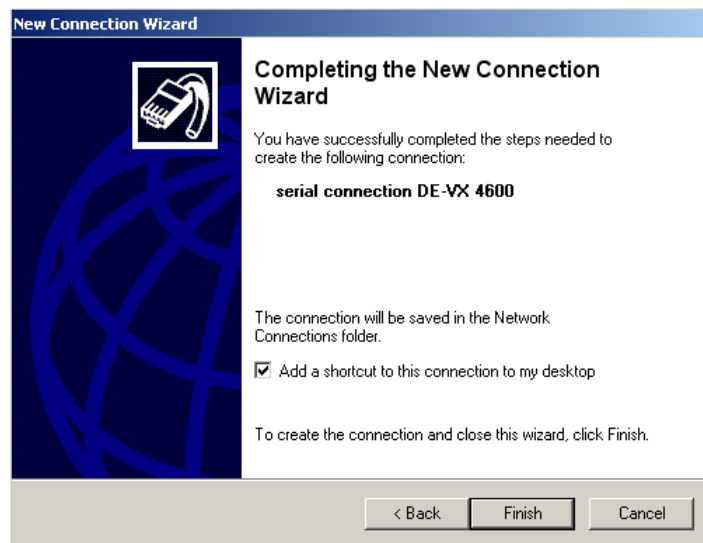 New Connection Wizard
Completing the New Connection
Wizard
You have successfully completed the steps needed to
create the following connection:
serial connection DE-VX 4600
The connection will be saved in the Network
Connections folder.
Add a shortcut to this connection to my desktop
To create the connection and close this wizard, click Finish.
< Back Finish Cancel